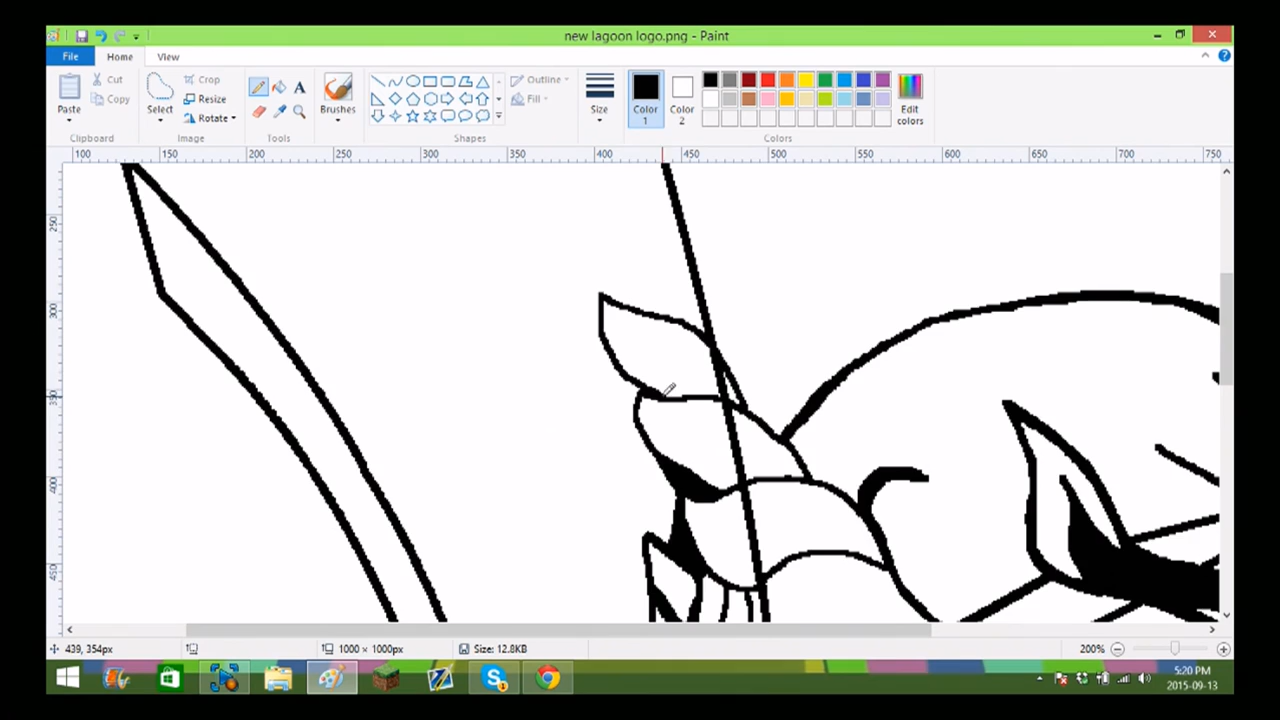 new lagoon logo.png - Paint
File Home View
Paste Cut Copy Clipboard
Select Crop Resize Rotate Image
Tools
Brushes
Shapes Outline Fill
Size
Color 1 Color 2 Edit colors Colors
100 150 200 250 300 350 400 450 500 550 600 650 700 750
250
300
350
400
450
439, 354px 1000 × 1000px Size: 12.8KB 200%
5:20 PM
2015-09-13